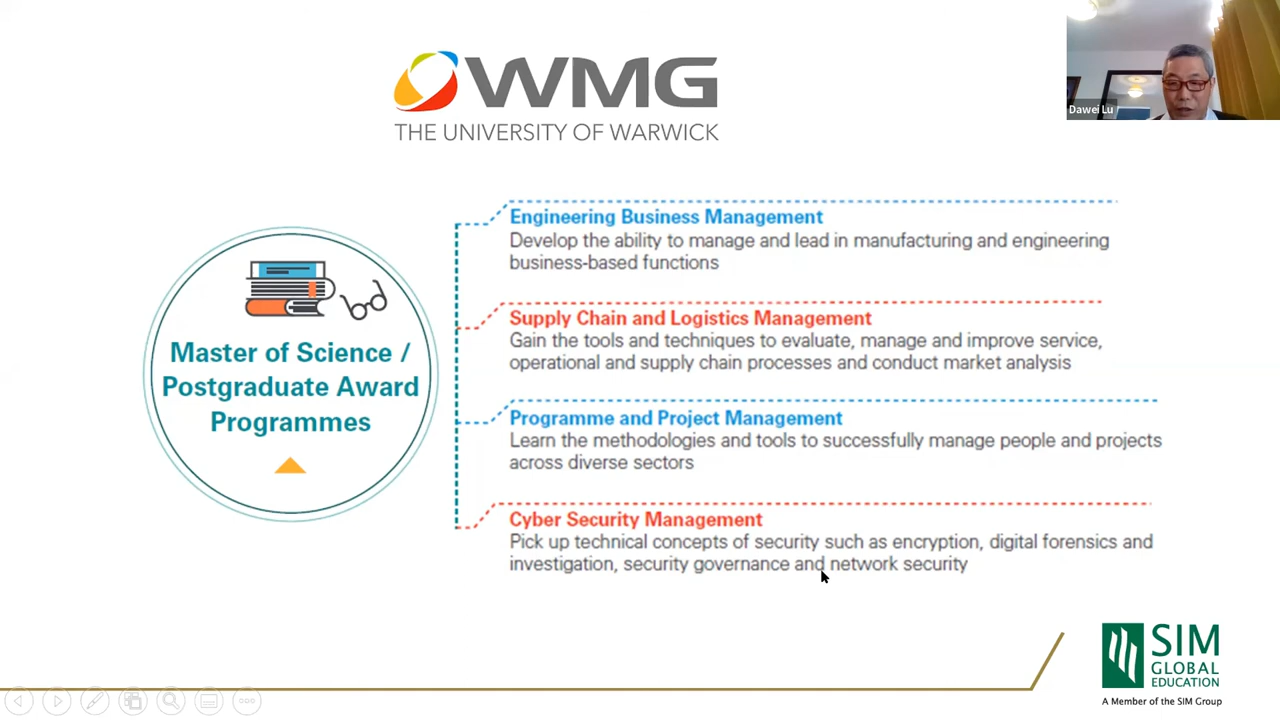 WMG
THE UNIVERSITY OF WARWICK
Dawei Lu
Master of Science /
Postgraduate Award
Programmes
Engineering Business Management
Develop the ability to manage and lead in manufacturing and engineering
business-based functions
Supply Chain and Logistics Management
Gain the tools and techniques to evaluate, manage and improve service,
operational and supply chain processes and conduct market analysis
Programme and Project Management
Learn the methodologies and tools to successfully manage people and projects
across diverse sectors
Cyber Security Management
Pick up technical concepts of security such as encryption, digital forensics and
investigation, security governance and network security
SIM
GLOBAL
EDUCATION
A Member of the SIM Group